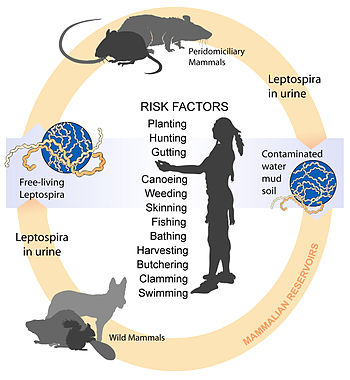 Peridomiciliary
Mammals
Leptospira
in urine
RISK FACTORS
Planting
Hunting
Gutting
Canoeing
Weeding
Skinning
Fishing
Bathing
Harvesting
Butchering
Clamming
Swimming
Contaminated
water
mud
soil
Free-living
Leptospira
Leptospira
in urine
Wild Mammals
MAMMALIAN RESERVOIRS